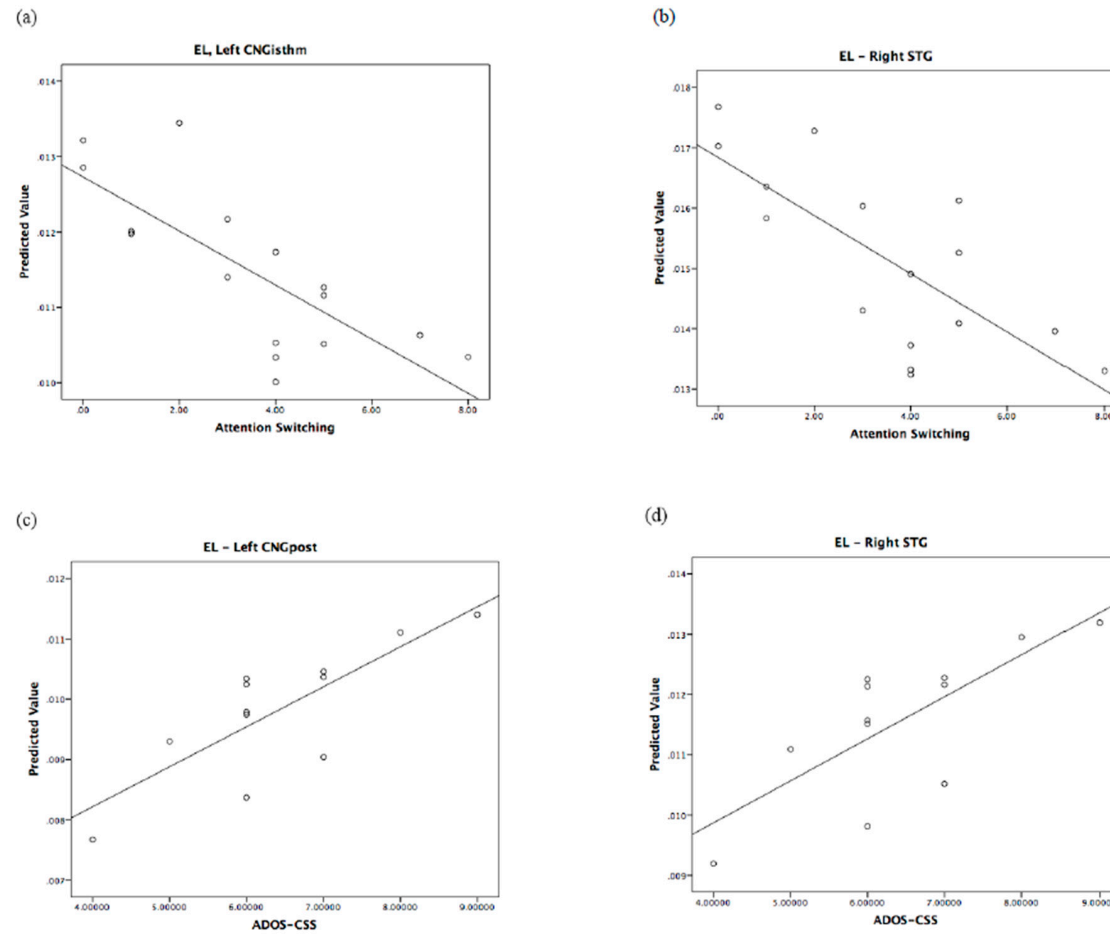 (a)
EL, Left CNGisthm
.014
.013
.012
.011
.010
Predicted Value
.00 2.00 4.00 6.00 8.00
Attention Switching
(b)
EL - Right STG
.018
.017
.016
.015
.014
.013
Predicted Value
.00 2.00 4.00 6.00 8.00
Attention Switching
(c)
EL - Left CNGpost
.012
.011
.010
.009
.008
.007
Predicted Value
4.00000 5.00000 6.00000 7.00000 8.00000 9.00000
ADOS-CSS
(d)
EL - Right STG
.014
.013
.012
.011
.010
.009
Predicted Value
4.00000 5.00000 6.00000 7.00000 8.00000 9.0000
ADOS-CSS